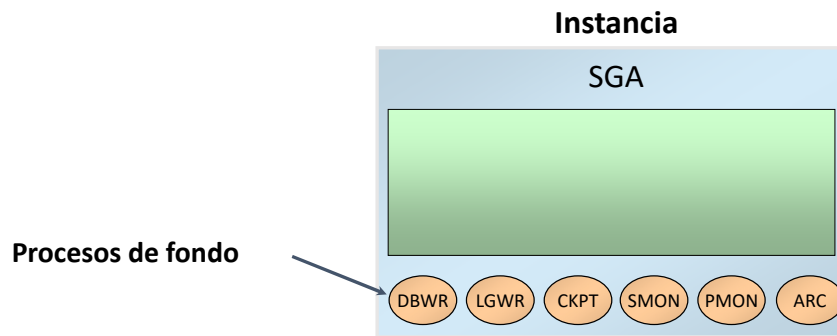 Instancia
SGA
Procesos de fondo
DBWR LGWR CKPT SMON PMON ARC